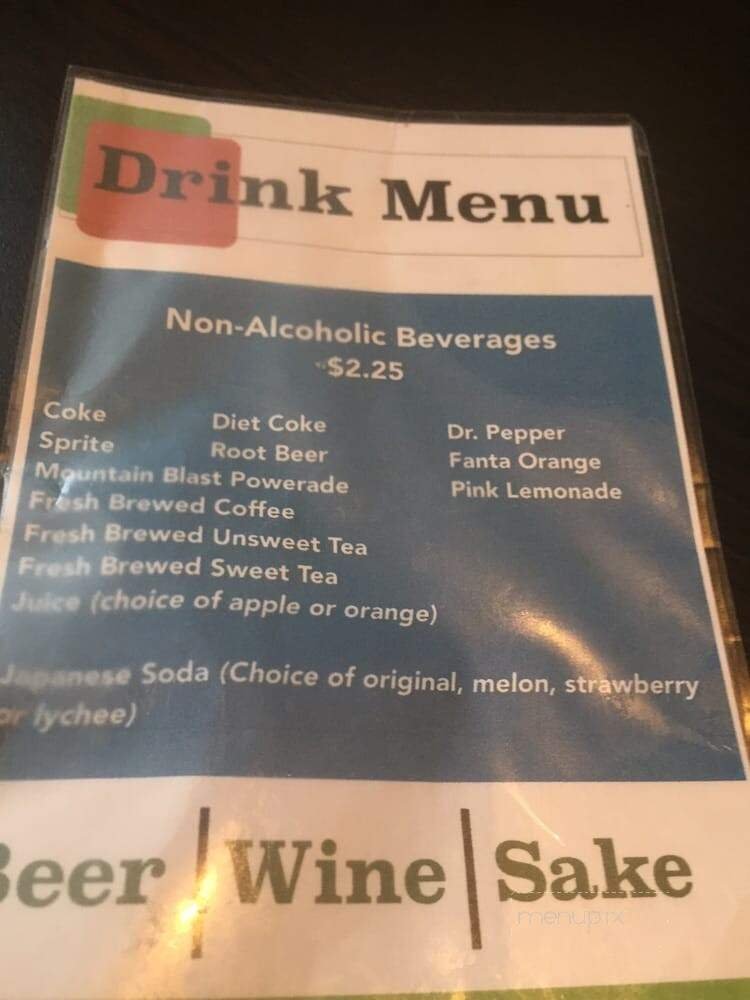 Drink Menu
Non-Alcoholic Beverages
$2.25
Coke Diet Coke Dr. Pepper
Sprite Root Beer Fanta Orange
Mountain Blast Powerade Pink Lemonade
Fresh Brewed Coffee
Fresh Brewed Unsweet Tea
Fresh Brewed Sweet Tea
Juice (choice of apple or orange)
Japanese Soda (Choice of original, melon, strawberry
or lychee)
Beer | Wine | Sake
menupix